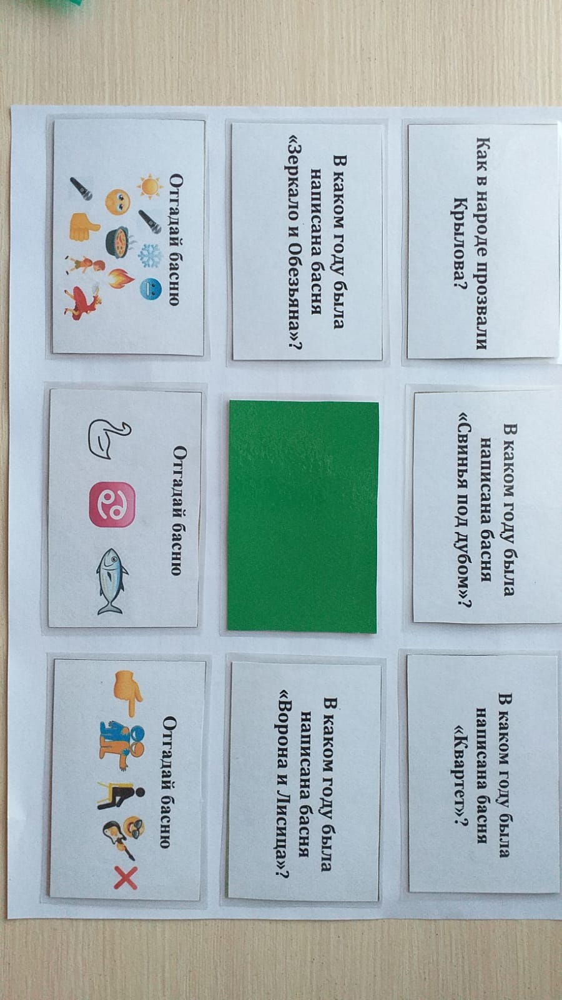 Как в народе прозвали
Крылова?
В каком году была
написана басня
«Свинья под дубом»?
В каком году была
написана басня
«Квартет»?
В каком году была
написана басня
«Зеркало и Обезьяна»?
В каком году была
написана басня
«Ворона и Лисица»?
Отгадай басню
Отгадай басню
Отгадай басню